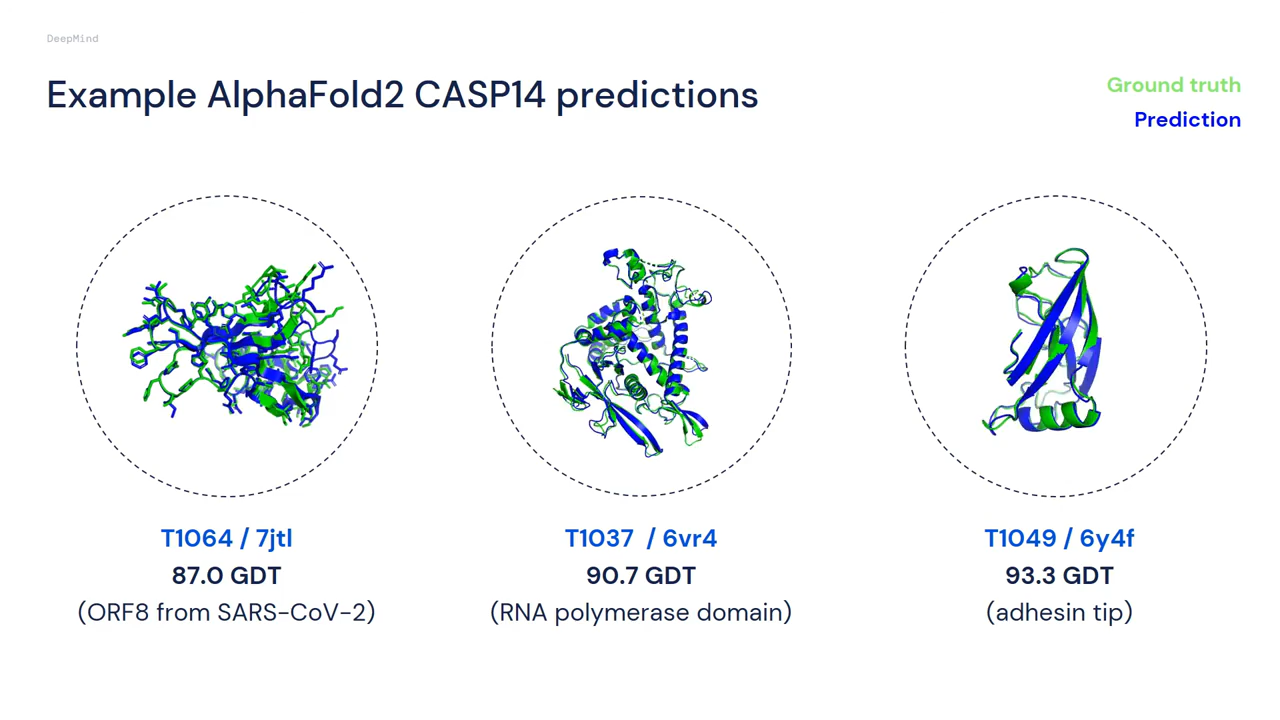 DeepMind
Example AlphaFold2 CASP14 predictions
Ground truth
Prediction
T1064 / 7jtl
87.0 GDT
(ORF8 from SARS-CoV-2)
T1037 / 6vr4
90.7 GDT
(RNA polymerase domain)
T1049 / 6y4f
93.3 GDT
(adhesin tip)